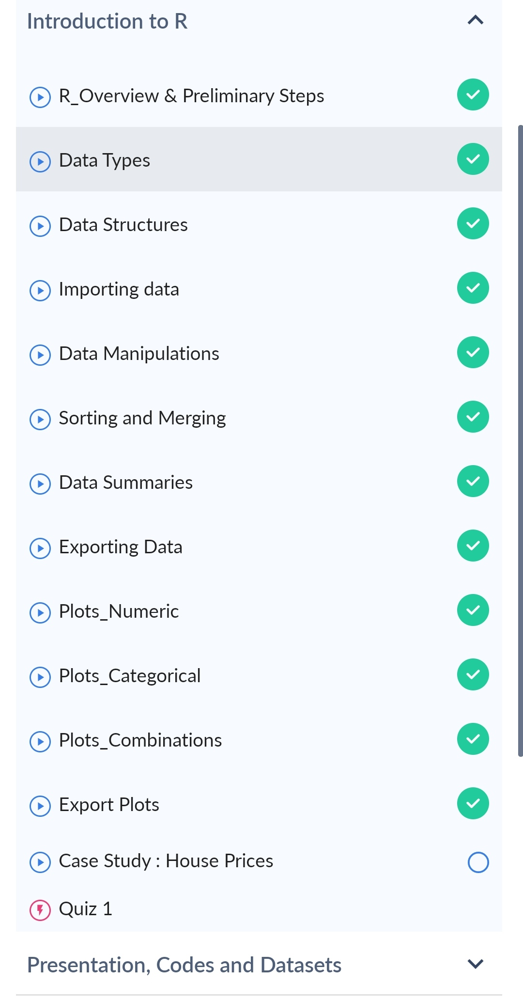 Introduction to R
R_Overview & Preliminary Steps
Data Types
Data Structures
Importing data
Data Manipulations
Sorting and Merging
Data Summaries
Exporting Data
Plots_Numeric
Plots_Categorical
Plots_Combinations
Export Plots
Case Study : House Prices
Quiz 1
Presentation, Codes and Datasets